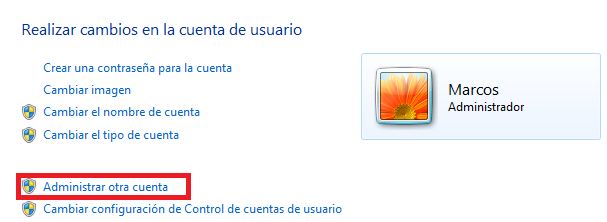 Realizar cambios en la cuenta de usuario
Crear una contraseña para la cuenta
Cambiar imagen
Cambiar el nombre de cuenta
Cambiar el tipo de cuenta
Marcos
Administrador
Administrar otra cuenta
Cambiar configuración de Control de cuentas de usuario